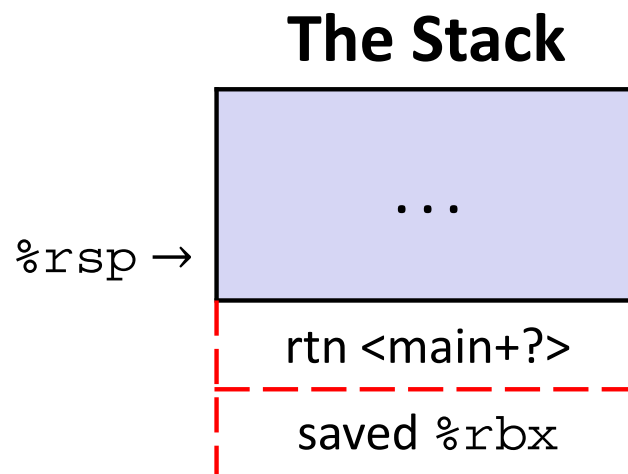 The Stack
...
%rsp →
rtn <main+?>
saved %rbx